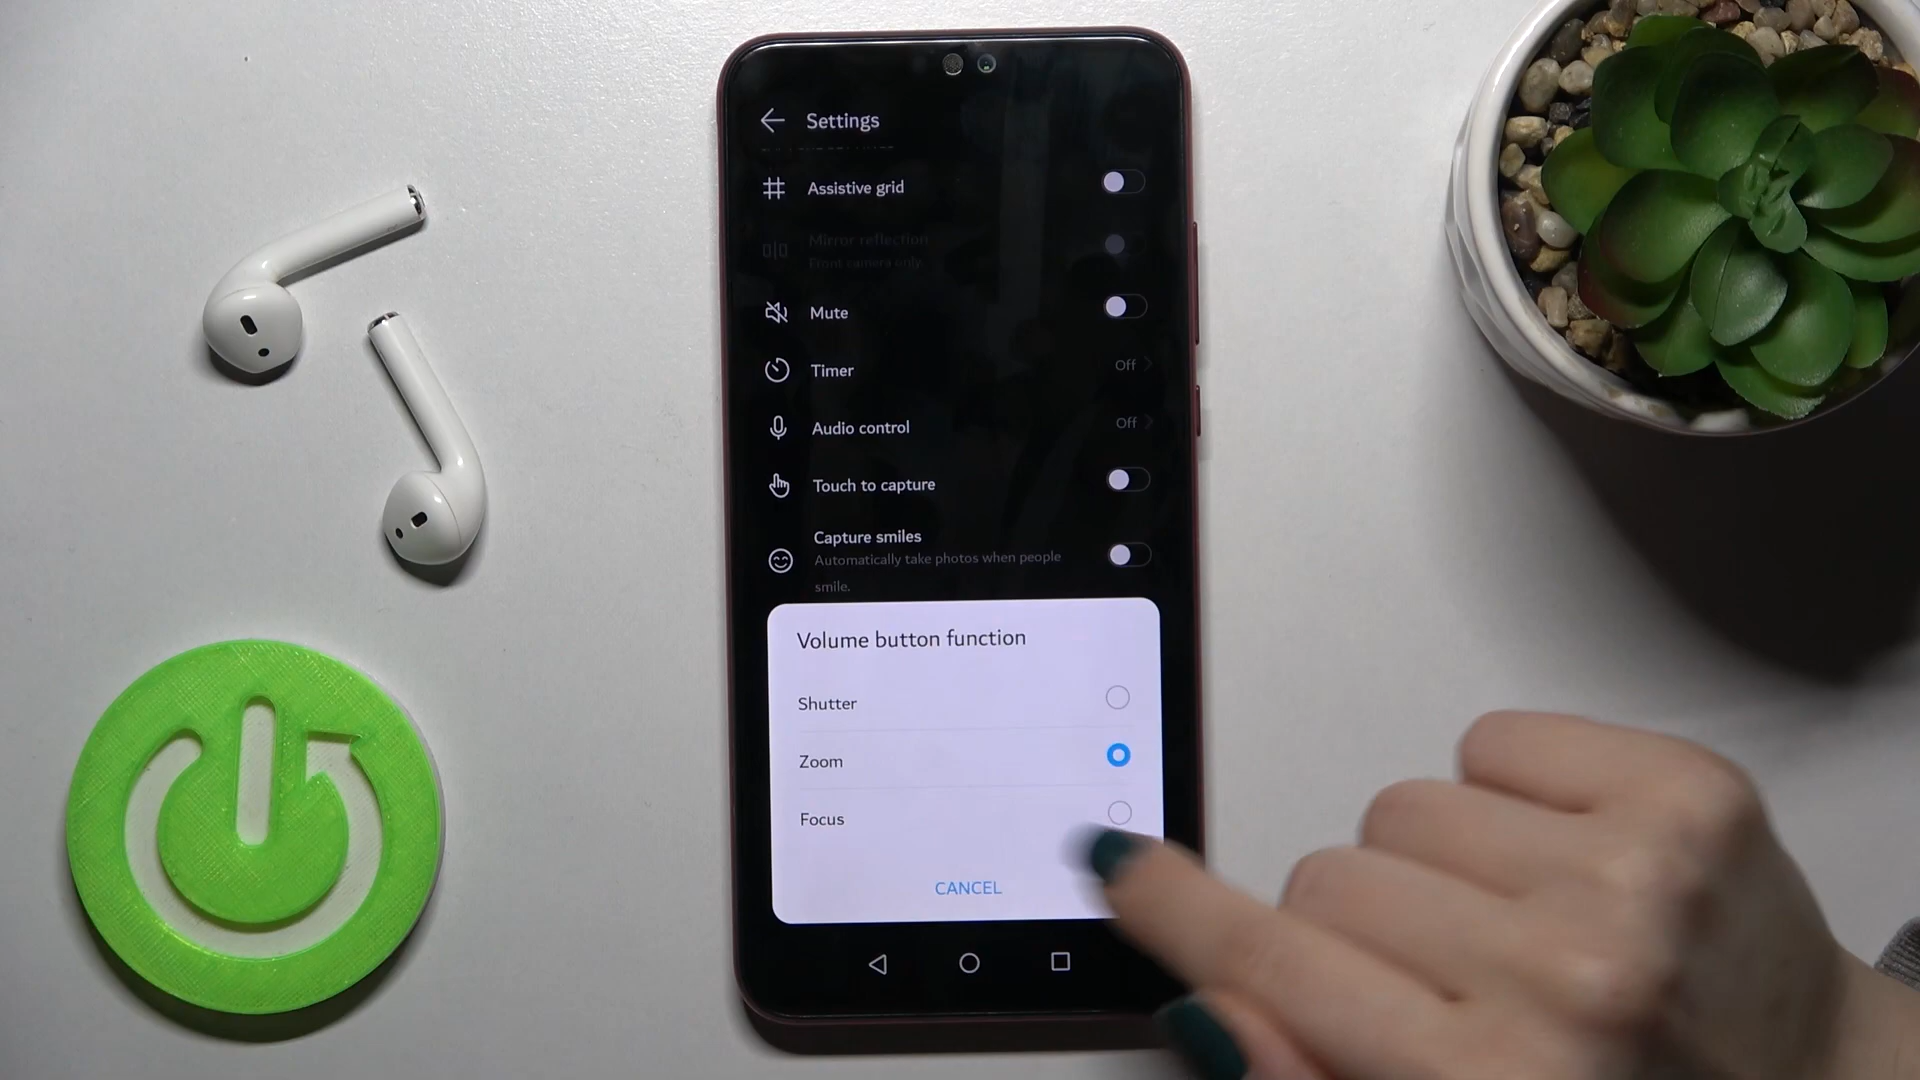 Settings
Assistive grid
Mirror reflection
Front camera only.
Mute
Timer
Off
Audio control
Off
Touch to capture
Capture smiles
Automatically take photos when people
smile.
Volume button function
Shutter
Zoom
Focus
CANCEL